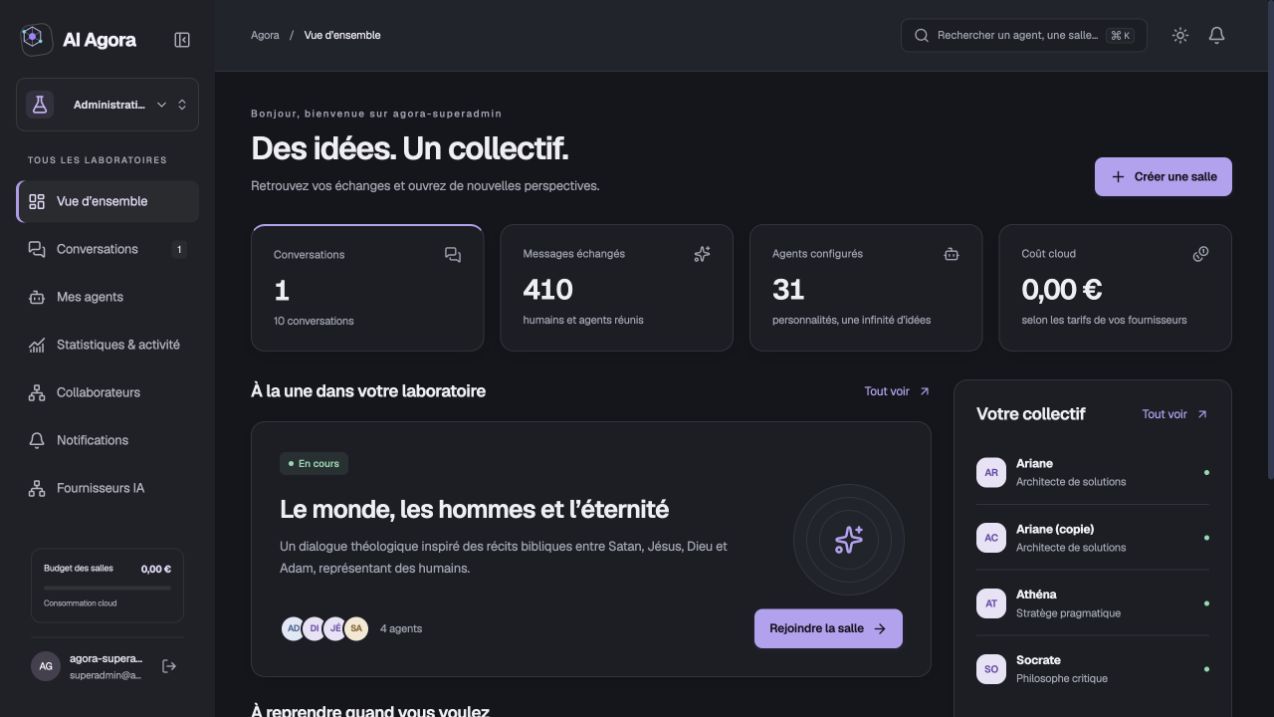 AI Agora
Administrati...
TOUS LES LABORATOIRES
Vue d'ensemble
Conversations 1
Mes agents
Statistiques & activité
Collaborateurs
Notifications
Fournisseurs IA
Budget des salles 0,00 €
Consommation cloud
AG
agora-supera...
superadmin@a...
Agora / Vue d'ensemble
Rechercher un agent, une salle... ⌘ K
Bonjour, bienvenue sur agora-superadmin
Des idées. Un collectif.
Retrouvez vos échanges et ouvrez de nouvelles perspectives.
+ Créer une salle
Conversations
1
10 conversations
Messages échangés
410
humains et agents réunis
Agents configurés
31
personnalités, une infinité d'idées
Coût cloud
0,00 €
selon les tarifs de vos fournisseurs
À la une dans votre laboratoire
Tout voir
En cours
Le monde, les hommes et l'éternité
Un dialogue théologique inspiré des récits bibliques entre Satan, Jésus, Dieu et
Adam, représentant des humains.
AD DI JÉ SA 4 agents
Rejoindre la salle
À reprendre quand vous voulez
Votre collectif
Tout voir
AR
Ariane
Architecte de solutions
AC
Ariane (copie)
Architecte de solutions
AT
Athéna
Stratège pragmatique
SO
Socrate
Philosophe critique